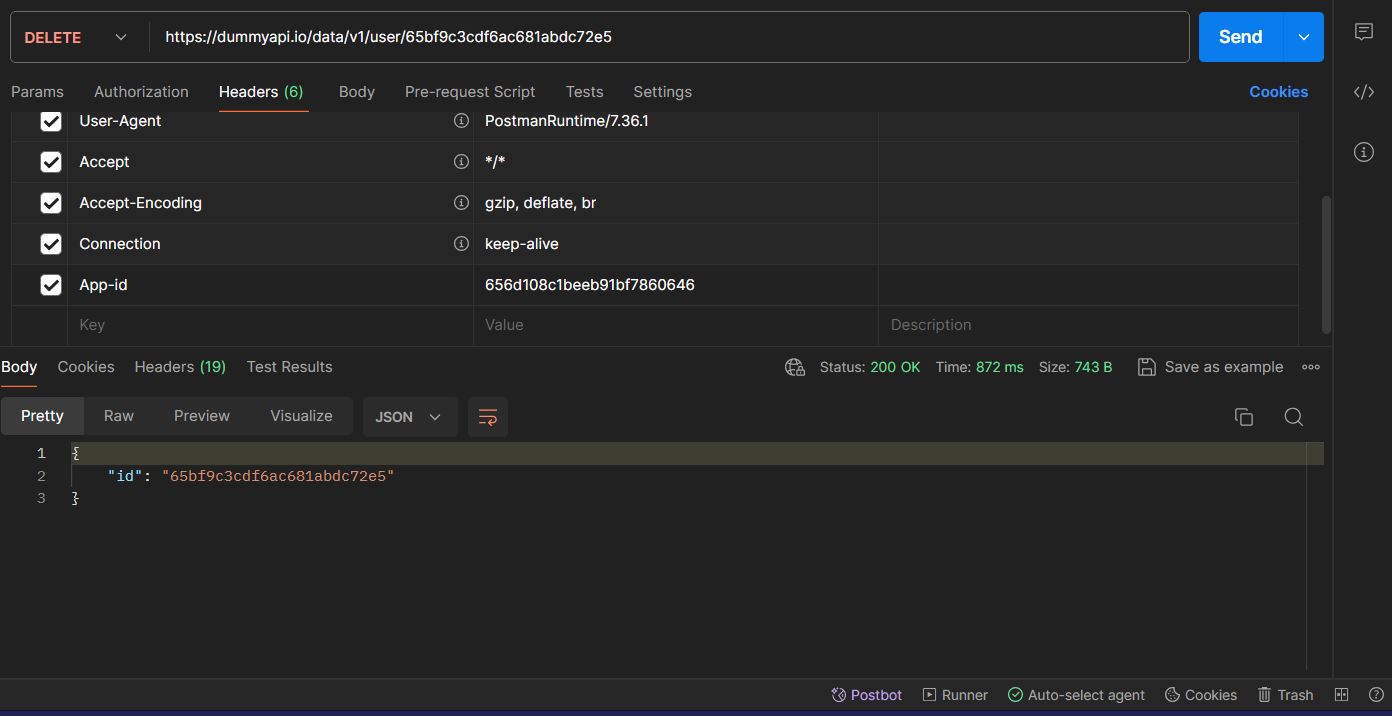 DELETE https://dummyapi.io/data/v1/user/65bf9c3cdf6ac681abdc72e5 Send
Params Authorization Headers (6) Body Pre-request Script Tests Settings Cookies
User-Agent PostmanRuntime/7.36.1
Accept */*
Accept-Encoding gzip, deflate, br
Connection keep-alive
App-id 656d108c1beeb91bf7860646
Key Value Description
Body Cookies Headers (19) Test Results Status: 200 OK Time: 872 ms Size: 743 B Save as example
Pretty Raw Preview Visualize JSON
1 {
2 "id": "65bf9c3cdf6ac681abdc72e5"
3 }
Postbot Runner Auto-select agent Cookies Trash